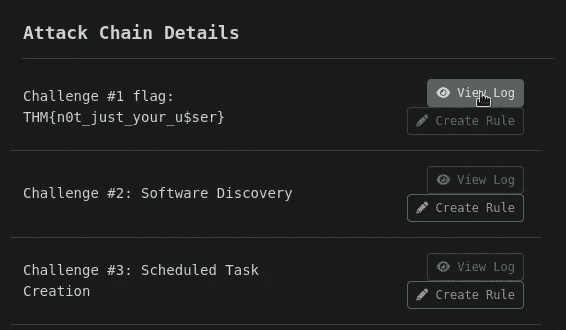 Attack Chain Details
Challenge #1 flag:
THM{n0t_just_your_u$ser}
View Log
Create Rule
Challenge #2: Software Discovery
View Log
Create Rule
Challenge #3: Scheduled Task
Creation
View Log
Create Rule